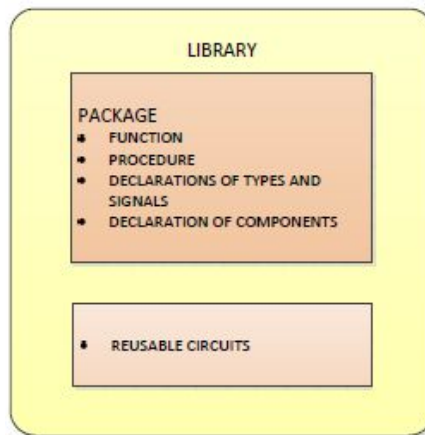 LIBRARY
PACKAGE
• FUNCTION
• PROCEDURE
• DECLARATIONS OF TYPES AND
SIGNALS
• DECLARATION OF COMPONENTS
• REUSABLE CIRCUITS